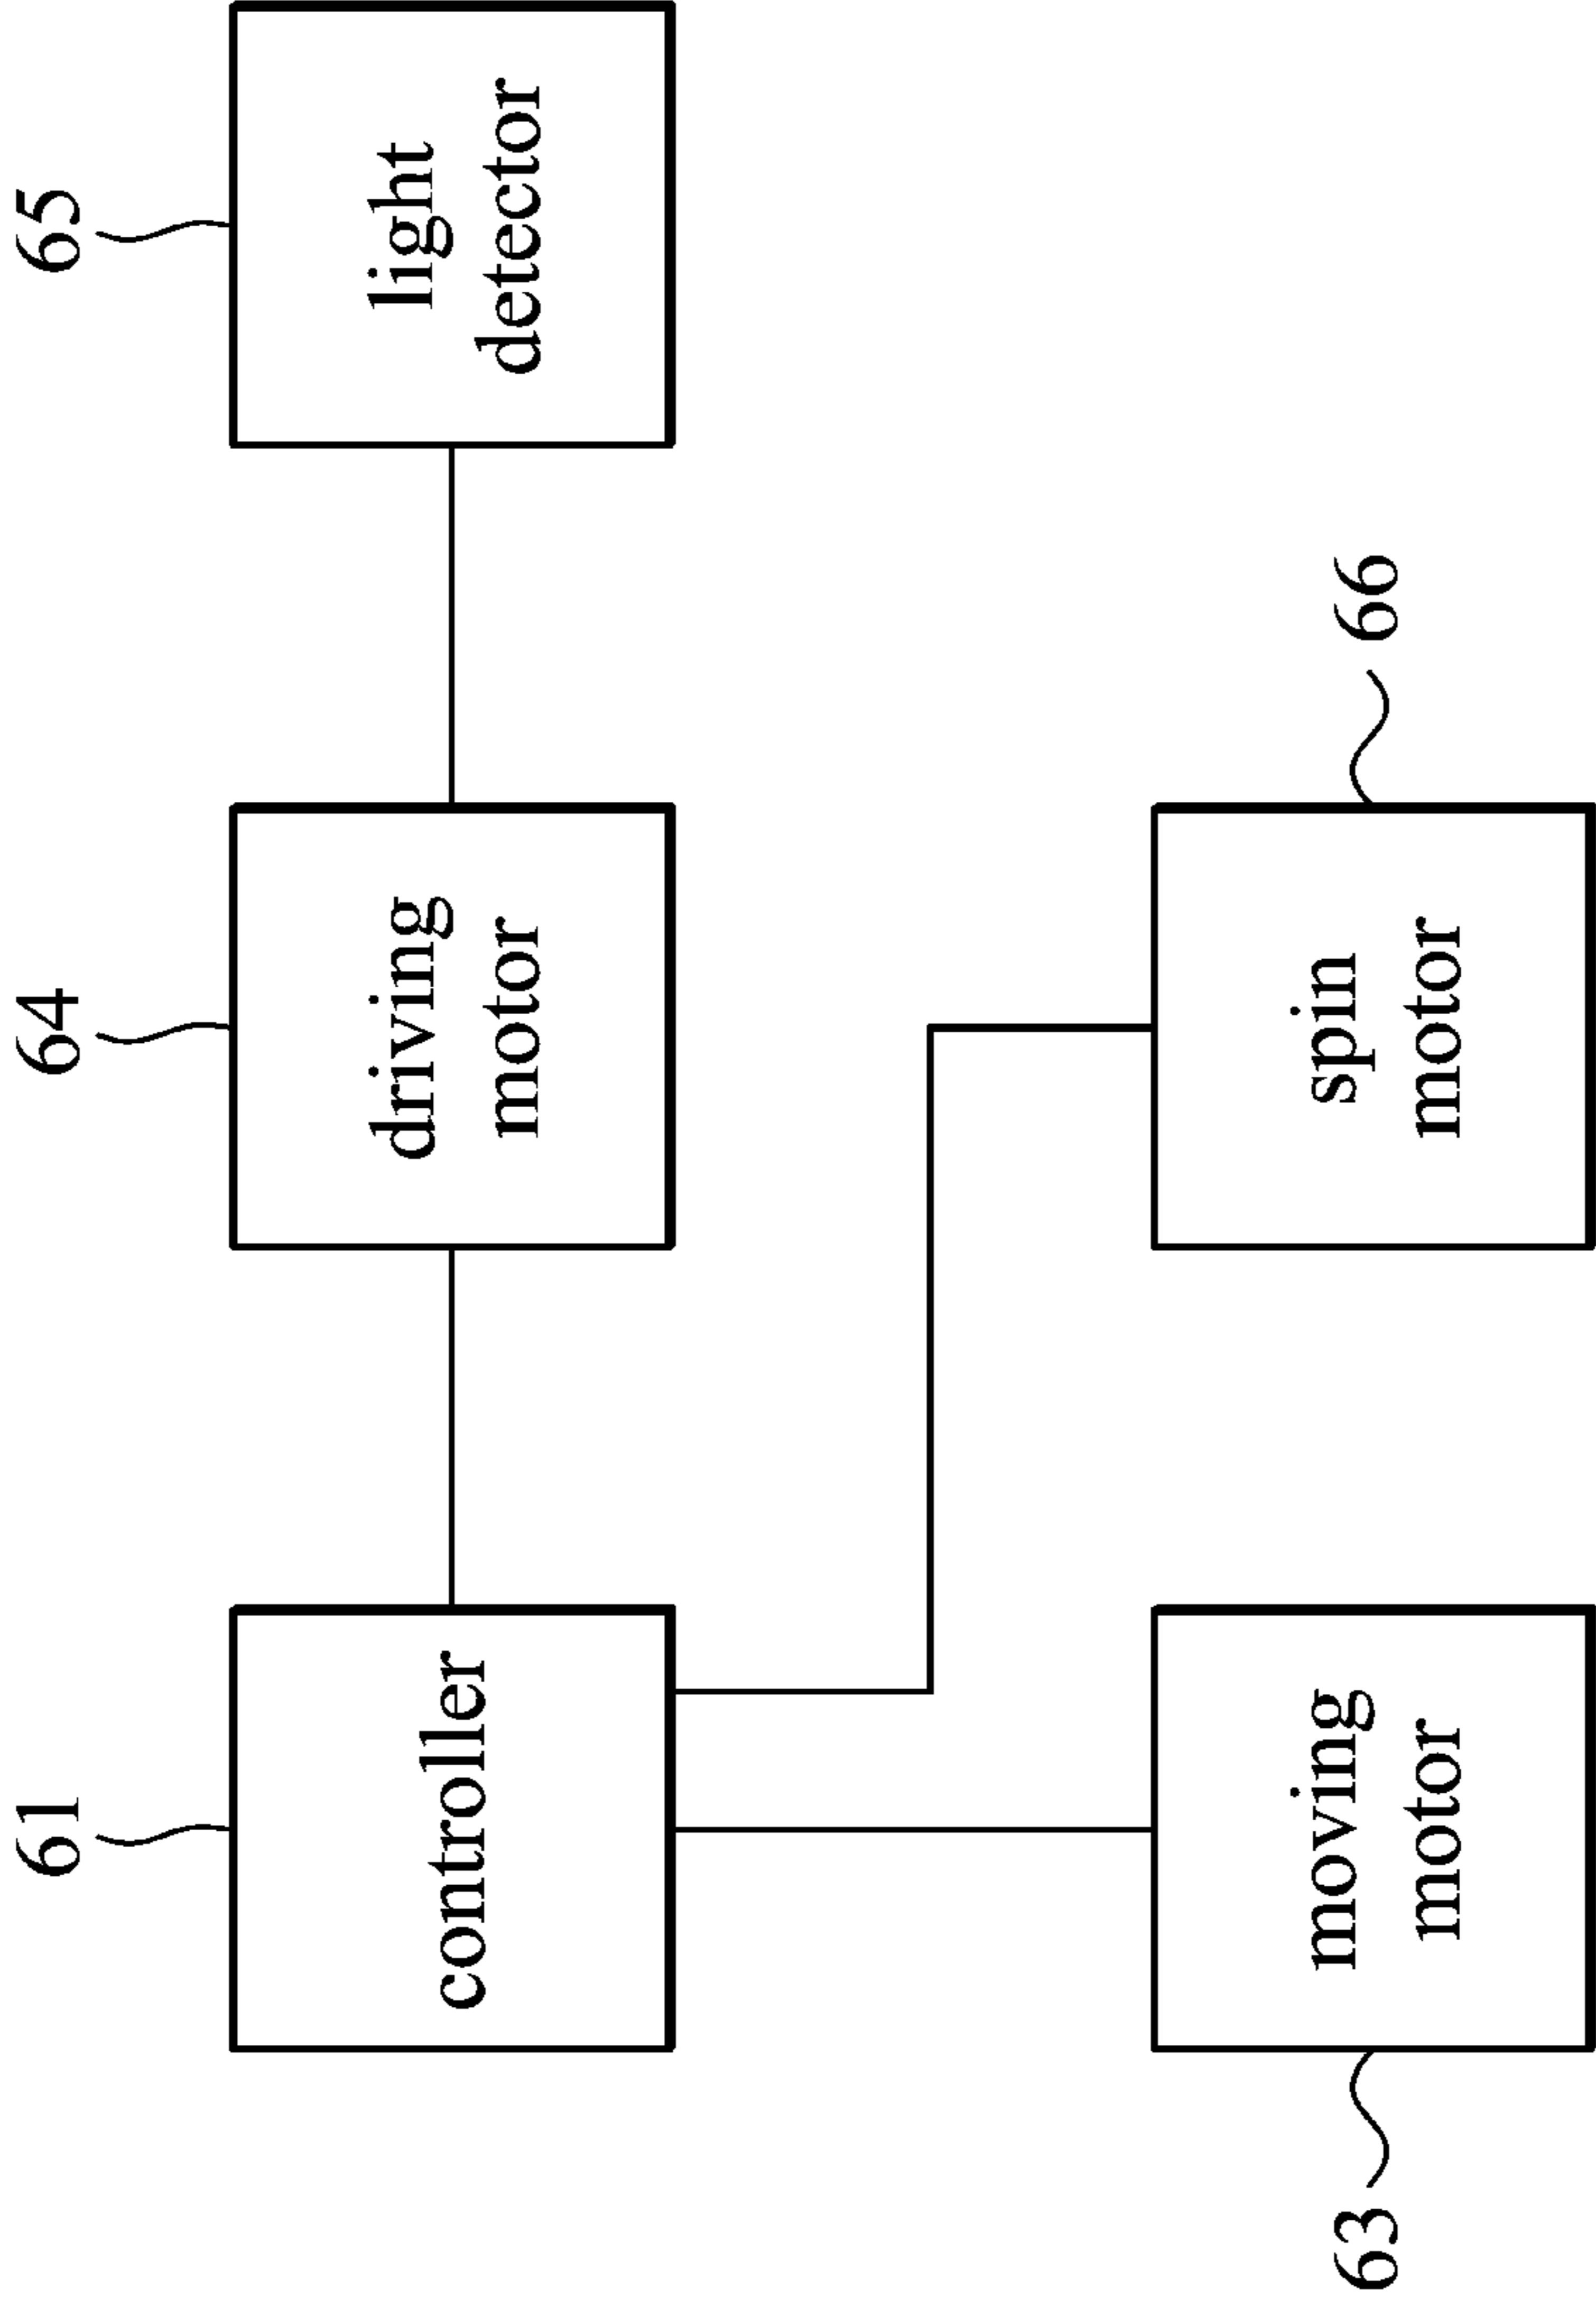 61
64
65
controller
driving
motor
light
detector
63
moving
motor
spin
motor
66